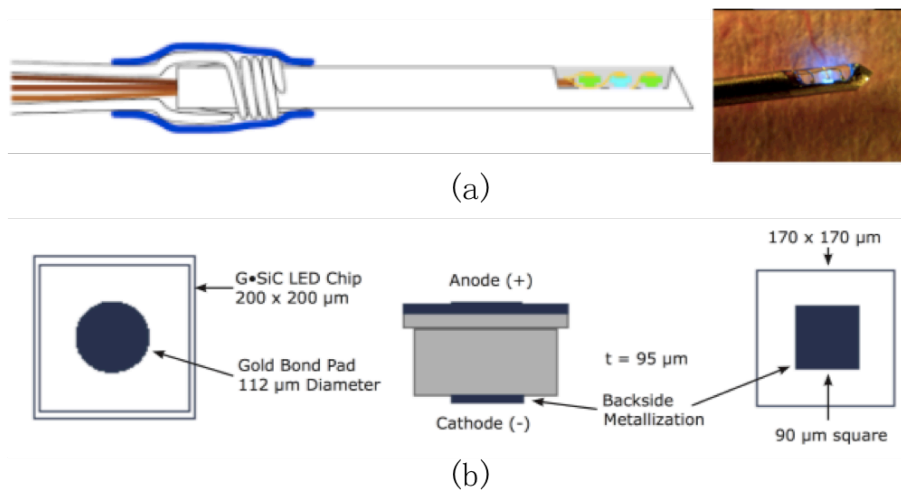 (a)
G•SiC LED Chip
200 x 200 µm
Gold Bond Pad
112 µm Diameter
Anode (+)
Cathode (-)
t = 95 µm
Backside
Metallization
170 x 170 µm
90 µm square
(b)